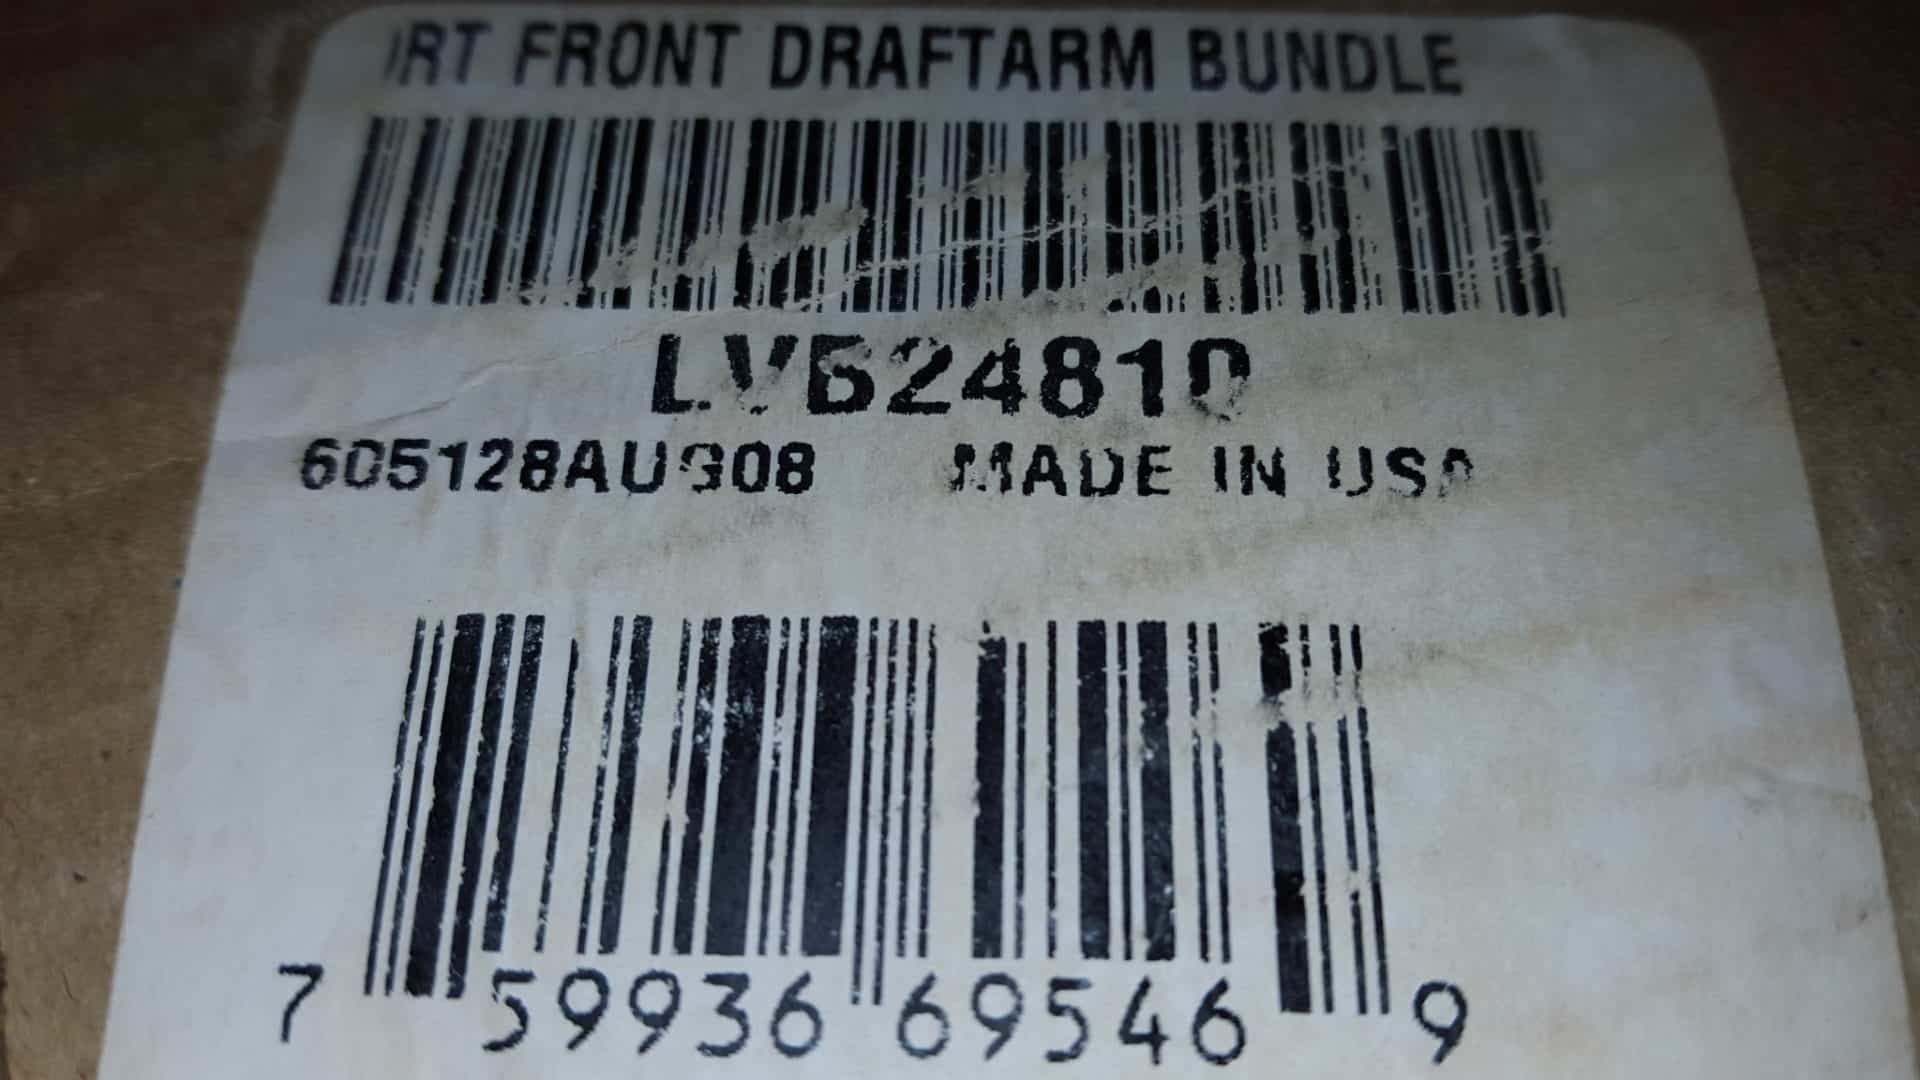 RT FRONT DRAFTARM BUNDLE
LVB24810
605128AUG08 MADE IN USA
7 59936 69546 9